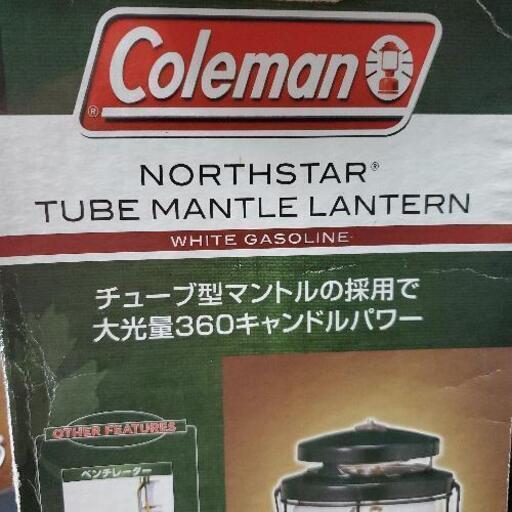 Coleman
®
NORTHSTAR®
TUBE MANTLE LANTERN
WHITE GASOLINE
チューブ型マントルの採用で
大光量360キャンドルパワー
OTHER FEATURES
ベンチレーター